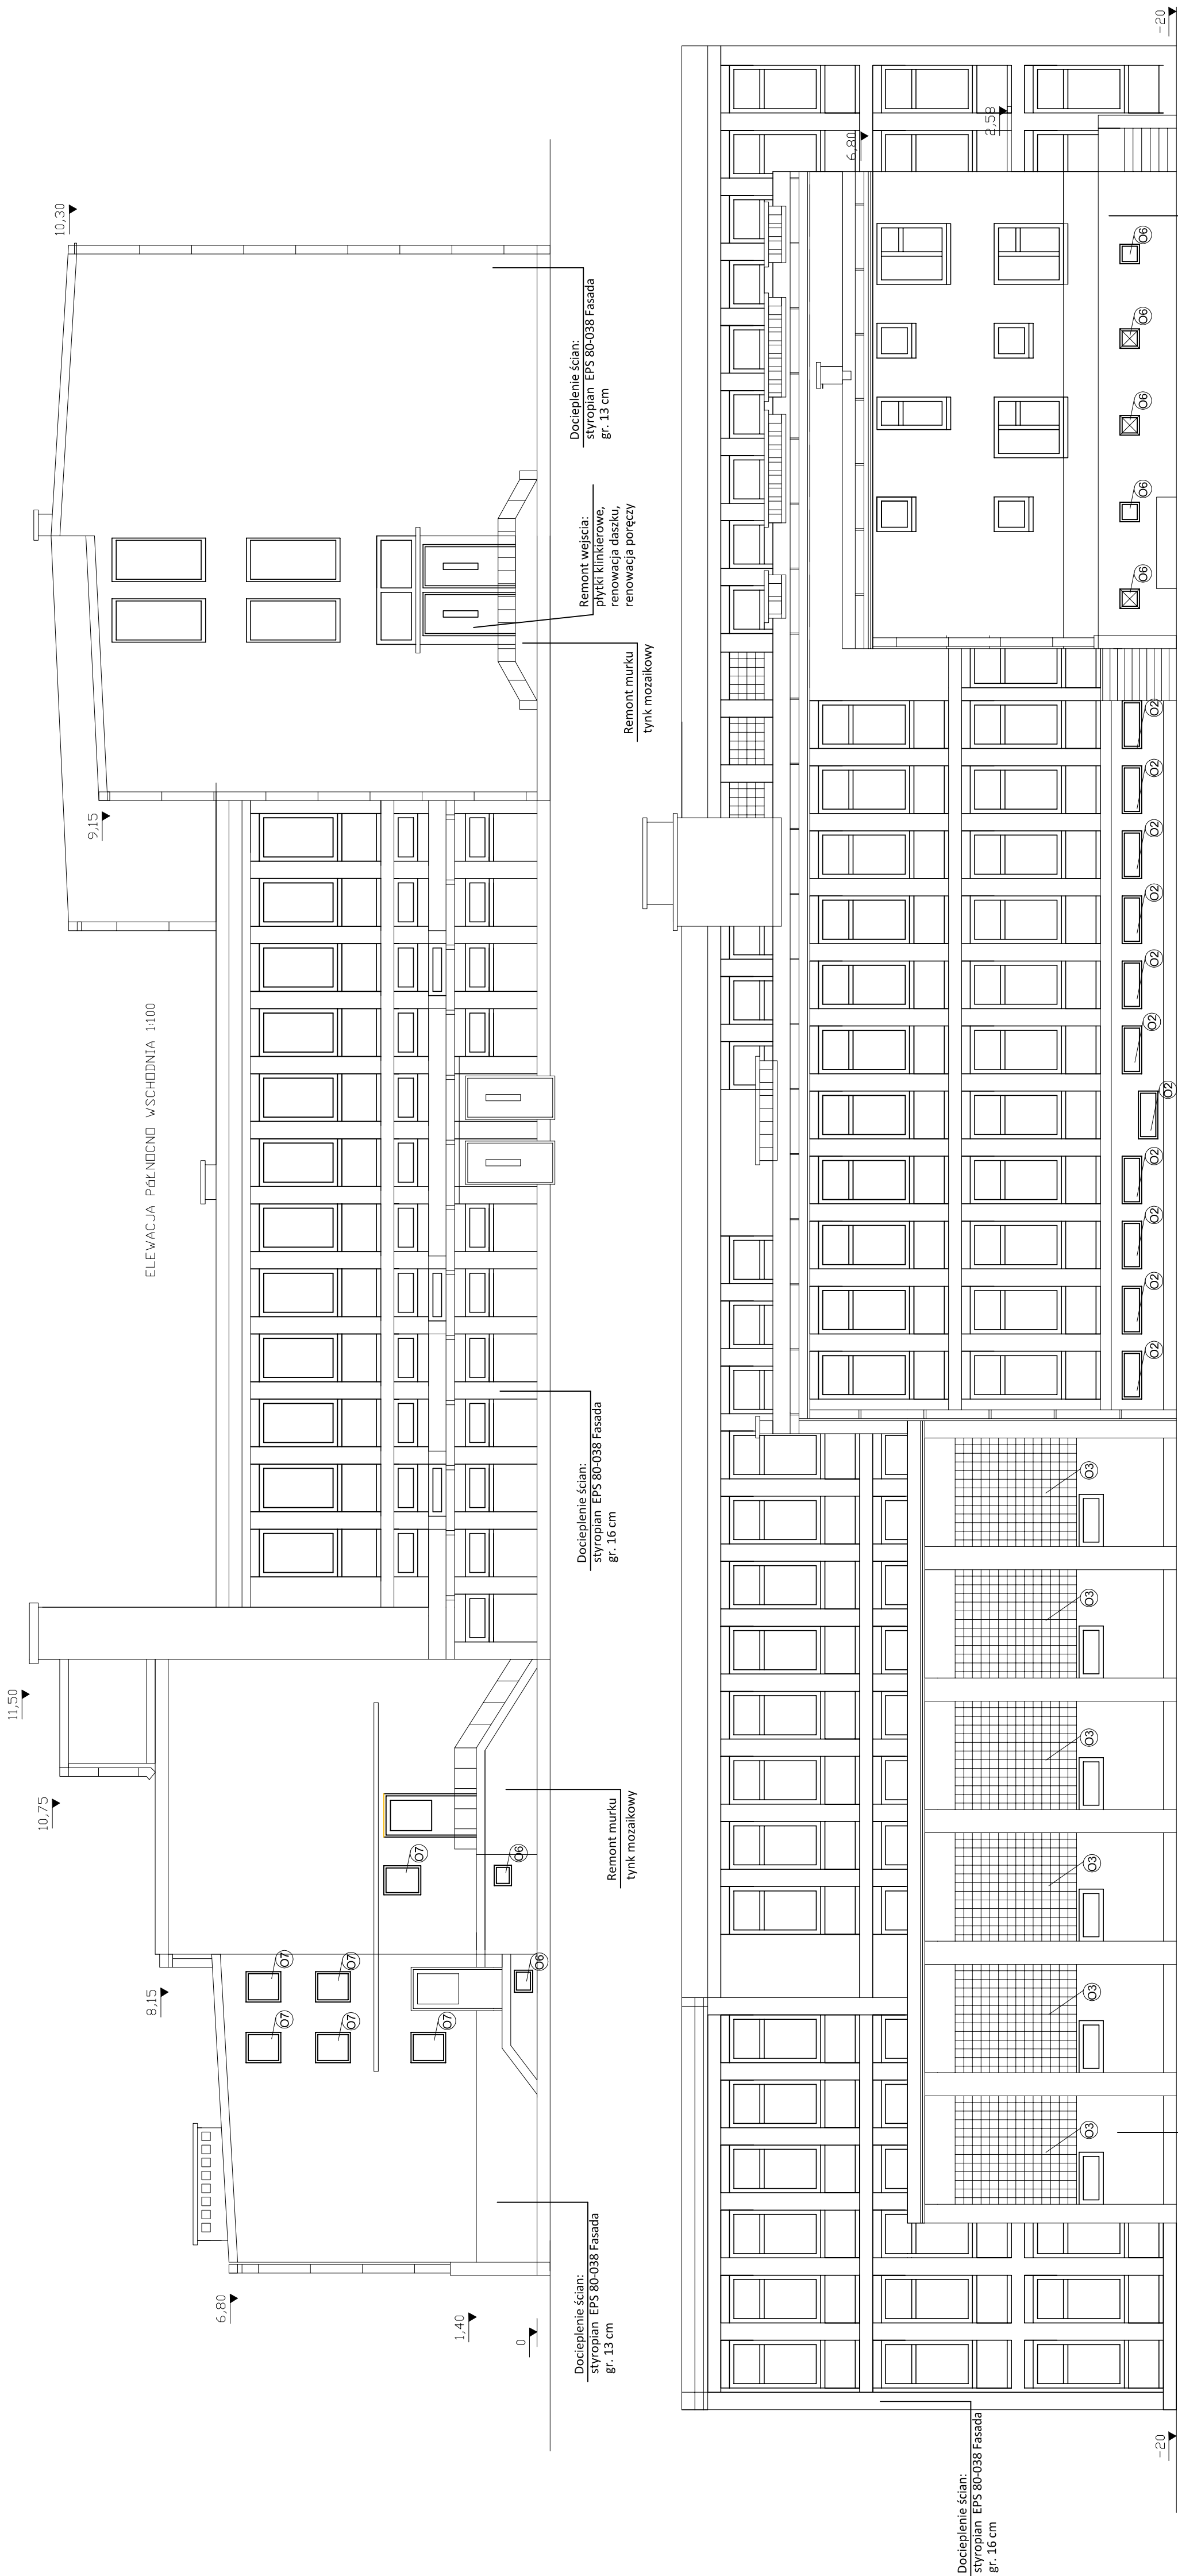 ELEWACJA PÓŁNOCNO WSCHODNIA 1:100
6,80
1,40
0
8,15
10,75
11,50
9,15
10,30
O7
O7
O7
O7
O7
O6
O7
O6
Docieplenie ścian:
styropian EPS 80-038 Fasada
gr. 13 cm
Remont murku
tynk mozaikowy
Docieplenie ścian:
styropian EPS 80-038 Fasada
gr. 16 cm
Remont murku
tynk mozaikowy
Remont wejscia:
płytki klinkierowe,
renowacja daszku,
renowacja poręczy
Docieplenie ścian:
styropian EPS 80-038 Fasada
gr. 13 cm
6,80
2,58
-20
O3
O3
O3
O3
O3
O3
O2
O2
O2
O2
O2
O2
O2
O2
O2
O2
O2
O6
O6
O6
O6
O6
-20
Docieplenie ścian:
styropian EPS 80-038 Fasada
gr. 16 cm